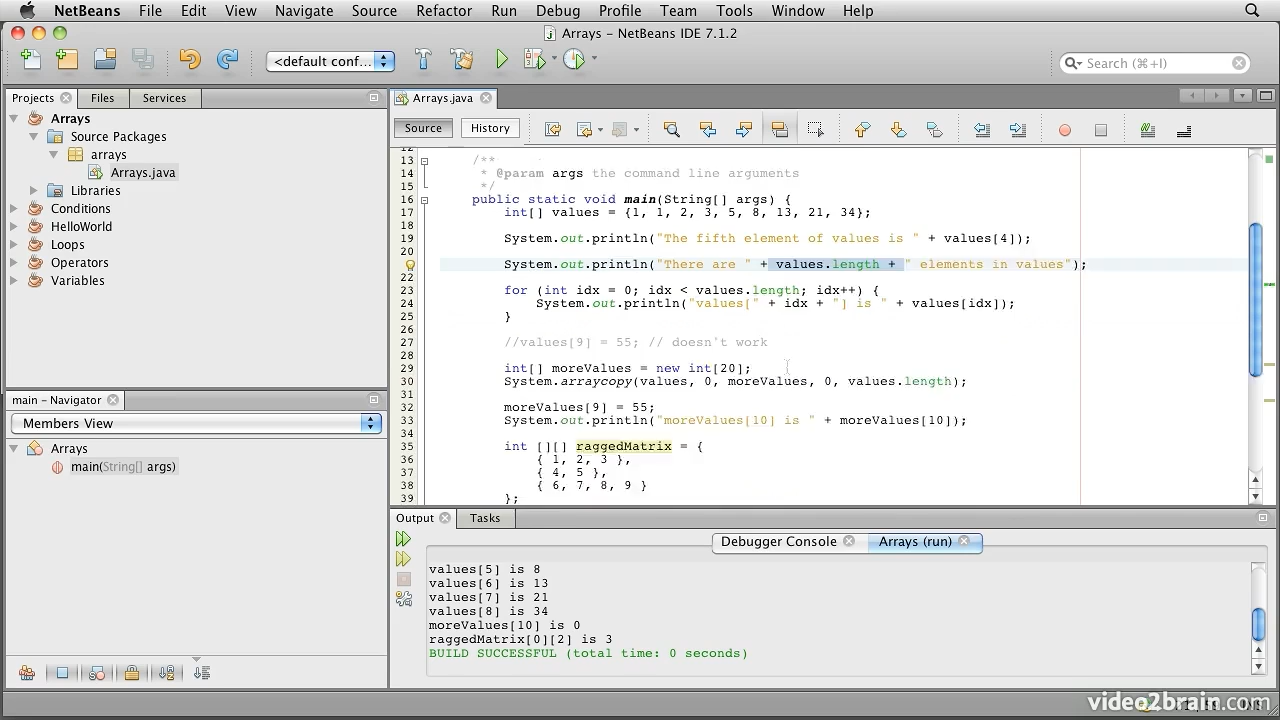 NetBeans File Edit View Navigate Source Refactor Run Debug Profile Team Tools Window Help
Arrays – NetBeans IDE 7.1.2
<default conf...
Search (⌘+I)
Projects Files Services
Arrays
Source Packages
arrays
Arrays.java
Libraries
Conditions
HelloWorld
Loops
Operators
Variables
main – Navigator
Members View
Arrays
main(String[] args)
Arrays.java
Source History
12
13 /**
14 * @param args the command line arguments
15 */
16 public static void main(String[] args) {
17 int[] values = {1, 1, 2, 3, 5, 8, 13, 21, 34};
18
19 System.out.println("The fifth element of values is " + values[4]);
20
System.out.println("There are " + values.length + " elements in values");
22
23 for (int idx = 0; idx < values.length; idx++) {
24 System.out.println("values[" + idx + "] is " + values[idx]);
25 }
26
27 //values[9] = 55; // doesn't work
28
29 int[] moreValues = new int[20];
30 System.arraycopy(values, 0, moreValues, 0, values.length);
31
32 moreValues[9] = 55;
33 System.out.println("moreValues[10] is " + moreValues[10]);
34
35 int [][] raggedMatrix = {
36 { 1, 2, 3 },
37 { 4, 5 },
38 { 6, 7, 8, 9 }
39 };
Output Tasks
Debugger Console Arrays (run)
values[5] is 8
values[6] is 13
values[7] is 21
values[8] is 34
moreValues[10] is 0
raggedMatrix[0][2] is 3
BUILD SUCCESSFUL (total time: 0 seconds)
video2brain.com